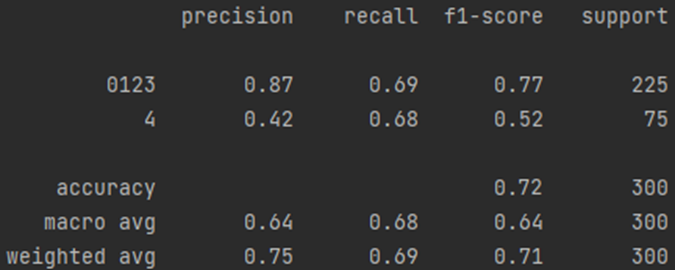 precision recall f1-score support
0123 0.87 0.69 0.77 225
4 0.42 0.68 0.52 75
accuracy 0.72 300
macro avg 0.64 0.68 0.64 300
weighted avg 0.75 0.69 0.71 300